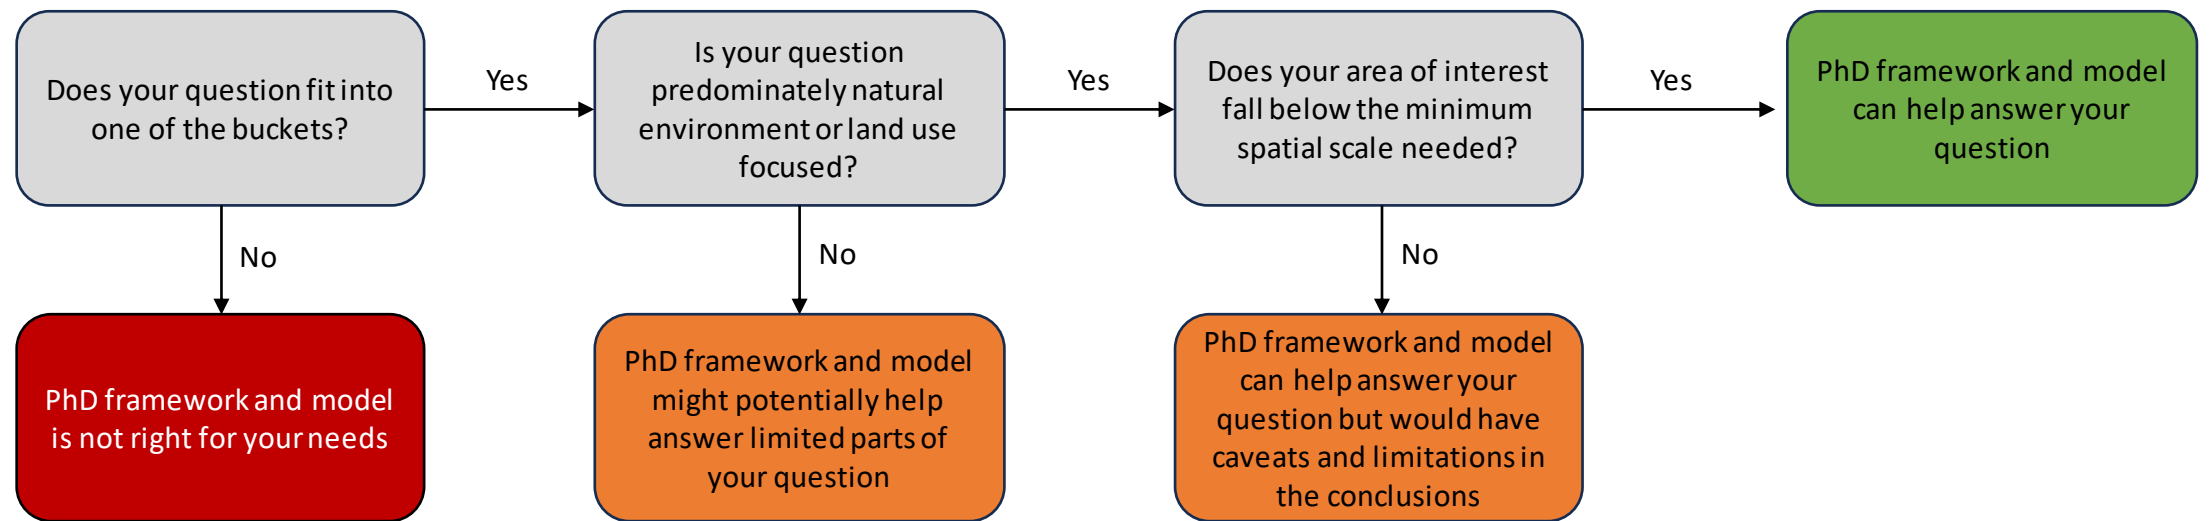 Does your question fit into
one of the buckets?
Yes
Is your question
predominately natural
environment or land use
focused?
Yes
Does your area of interest
fall below the minimum
spatial scale needed?
Yes
PhD framework and model
can help answer your
question
No
No
No
PhD framework and model
is not right for your needs
PhD framework and model
might potentially help
answer limited parts of
your question
PhD framework and model
can help answer your
question but would have
caveats and limitations in
the conclusions